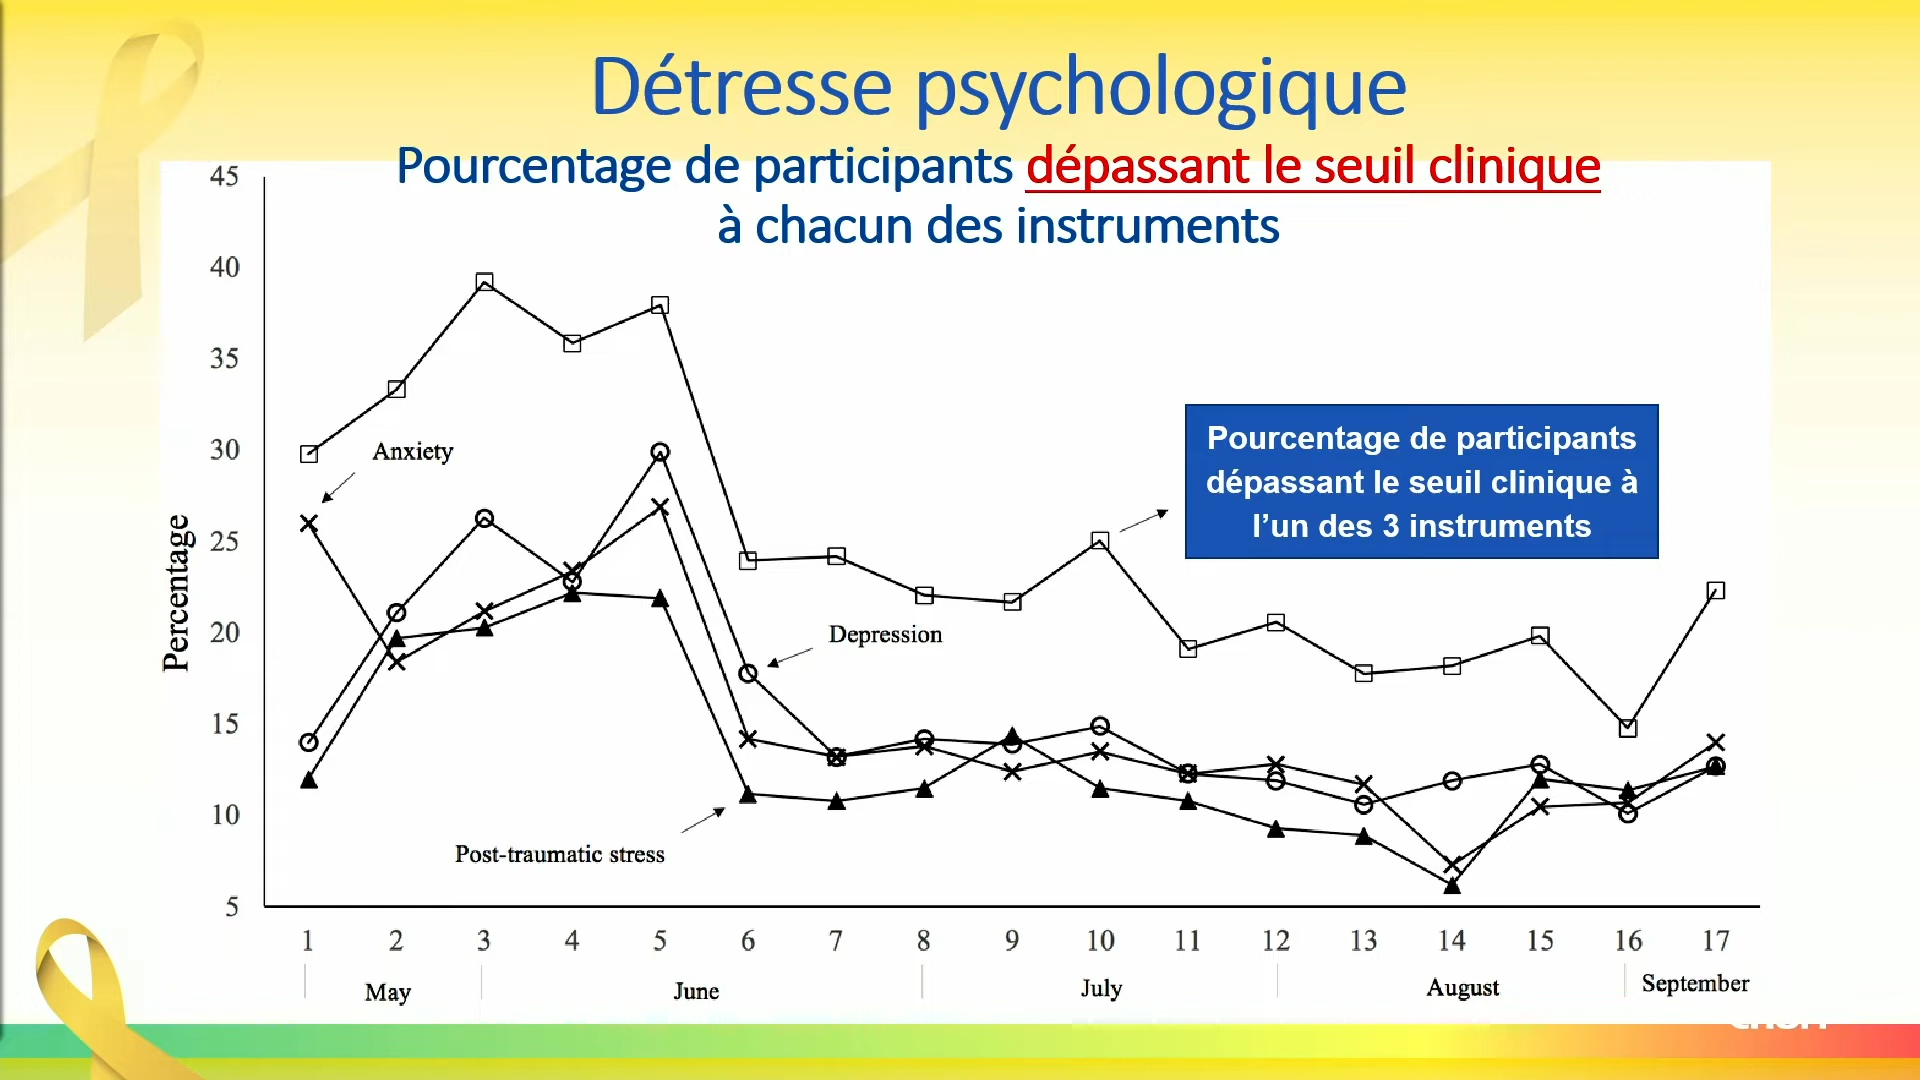 Détresse psychologique
Pourcentage de participants dépassant le seuil clinique
à chacun des instruments
45
40
35
30
25
20
15
10
5
Percentage
Anxiety
Depression
Post-traumatic stress
Pourcentage de participants
dépassant le seuil clinique à
l’un des 3 instruments
1 2 3 4 5 6 7 8 9 10 11 12 13 14 15 16 17
May June July August September